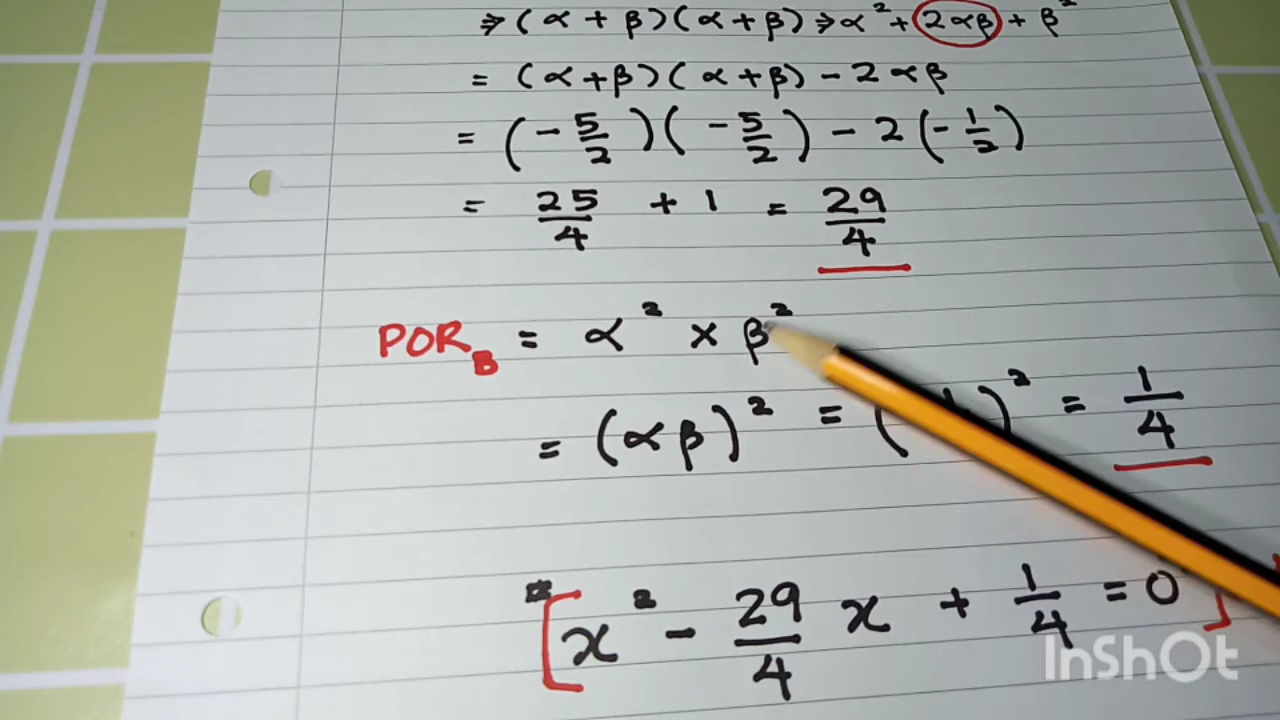 ⇒ (α + β)(α + β) ⇒ α² + 2αβ + β²
= (α + β)(α + β) − 2αβ
= (− 5/2)(− 5/2) − 2(− 1/2)
= 25/4 + 1 = 29/4
POR_B = α² × β²
= (αβ)² = ( )² = 1/4
[x² − 29/4 x + 1/4 = 0]
InShOt